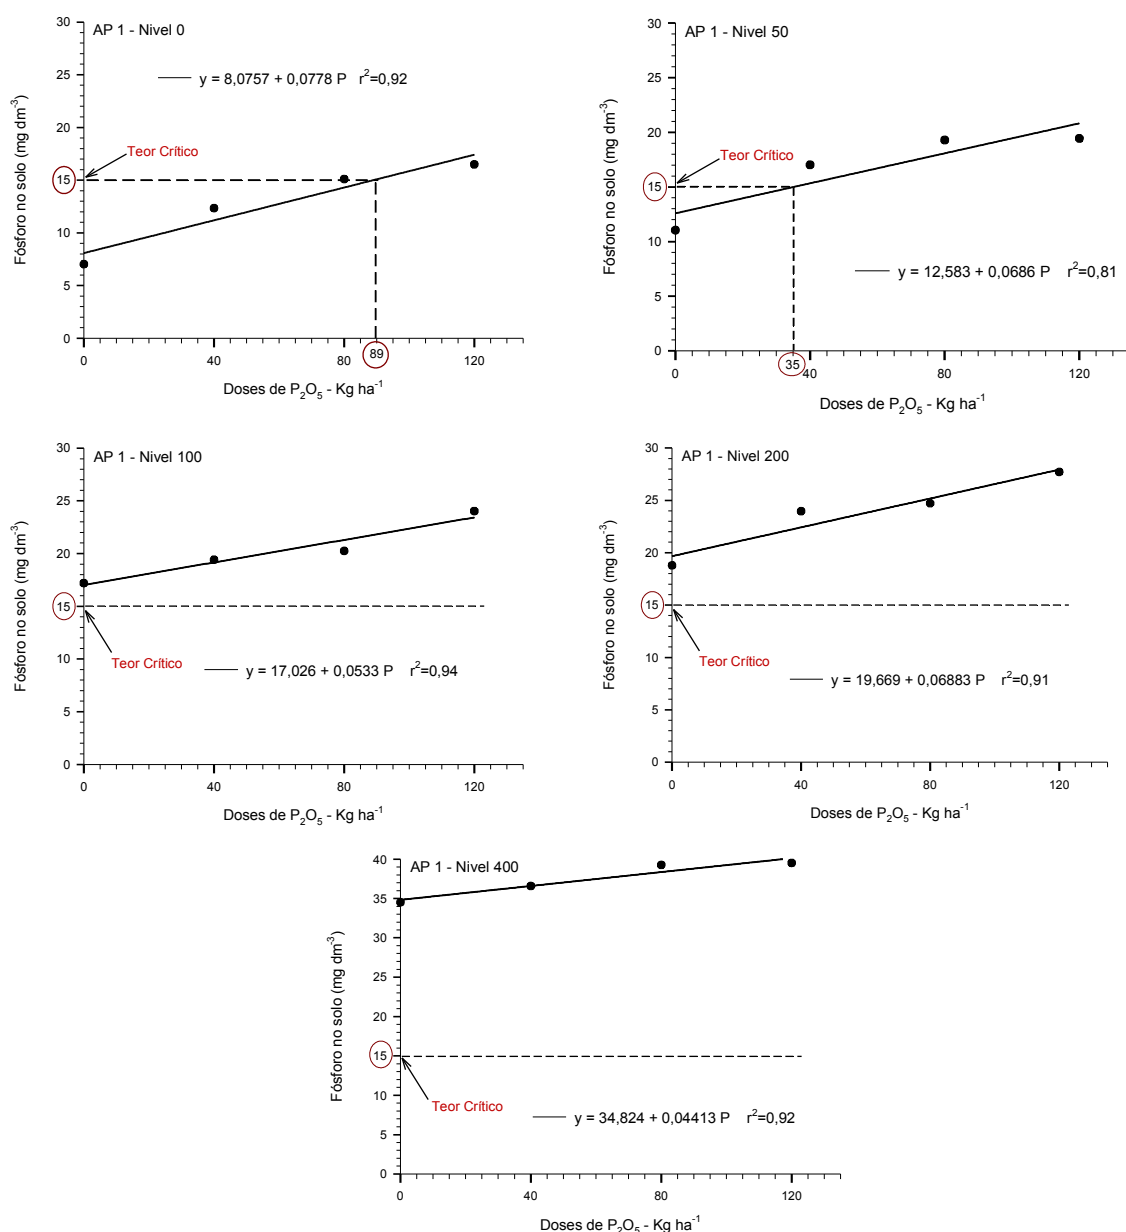 AP 1 - Nivel 0
y = 8,0757 + 0,0778 P r²=0,92
Teor Crítico
Fósforo no solo (mg dm⁻³)
30
25
20
15
10
5
0
0 40 80 89 120
Doses de P₂O₅ - Kg ha⁻¹
AP 1 - Nivel 50
Teor Crítico
y = 12,583 + 0,0686 P r²=0,81
Fósforo no solo (mg dm⁻³)
30
25
20
15
10
5
0
0 35 40 80 120
Doses de P₂O₅ - Kg ha⁻¹
AP 1 - Nivel 100
Teor Crítico
y = 17,026 + 0,0533 P r²=0,94
Fósforo no solo (mg dm⁻³)
30
25
20
15
10
5
0
0 40 80 120
Doses de P₂O₅ - Kg ha⁻¹
AP 1 - Nivel 200
Teor Crítico
y = 19,669 + 0,06883 P r²=0,91
Fósforo no solo (mg dm⁻³)
30
25
20
15
10
5
0
0 40 80 120
Doses de P₂O₅ - Kg ha⁻¹
AP 1 - Nivel 400
Teor Crítico
y = 34,824 + 0,04413 P r²=0,92
Fósforo no solo (mg dm⁻³)
40
35
30
25
20
15
10
5
0
0 40 80 120
Doses de P₂O₅ - Kg ha⁻¹